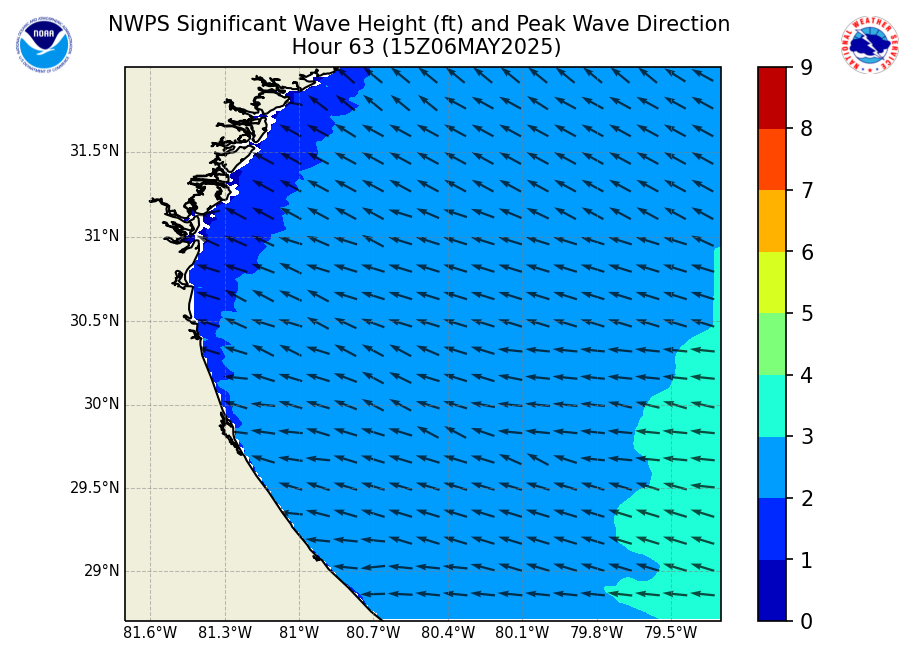 NWPS Significant Wave Height (ft) and Peak Wave Direction
Hour 63 (15Z06MAY2025)
NOAA
NATIONAL WEATHER SERVICE
31.5°N
31°N
30.5°N
30°N
29.5°N
29°N
81.6°W 81.3°W 81°W 80.7°W 80.4°W 80.1°W 79.8°W 79.5°W
9
8
7
6
5
4
3
2
1
0